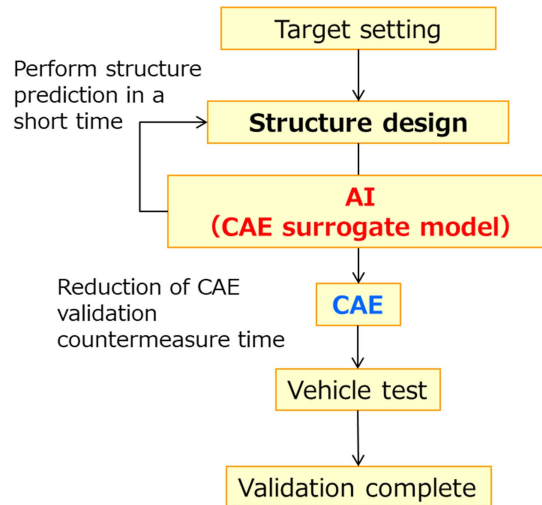 Target setting
Perform structure
prediction in a
short time
Structure design
AI
(CAE surrogate model)
Reduction of CAE
validation
countermeasure time
CAE
Vehicle test
Validation complete